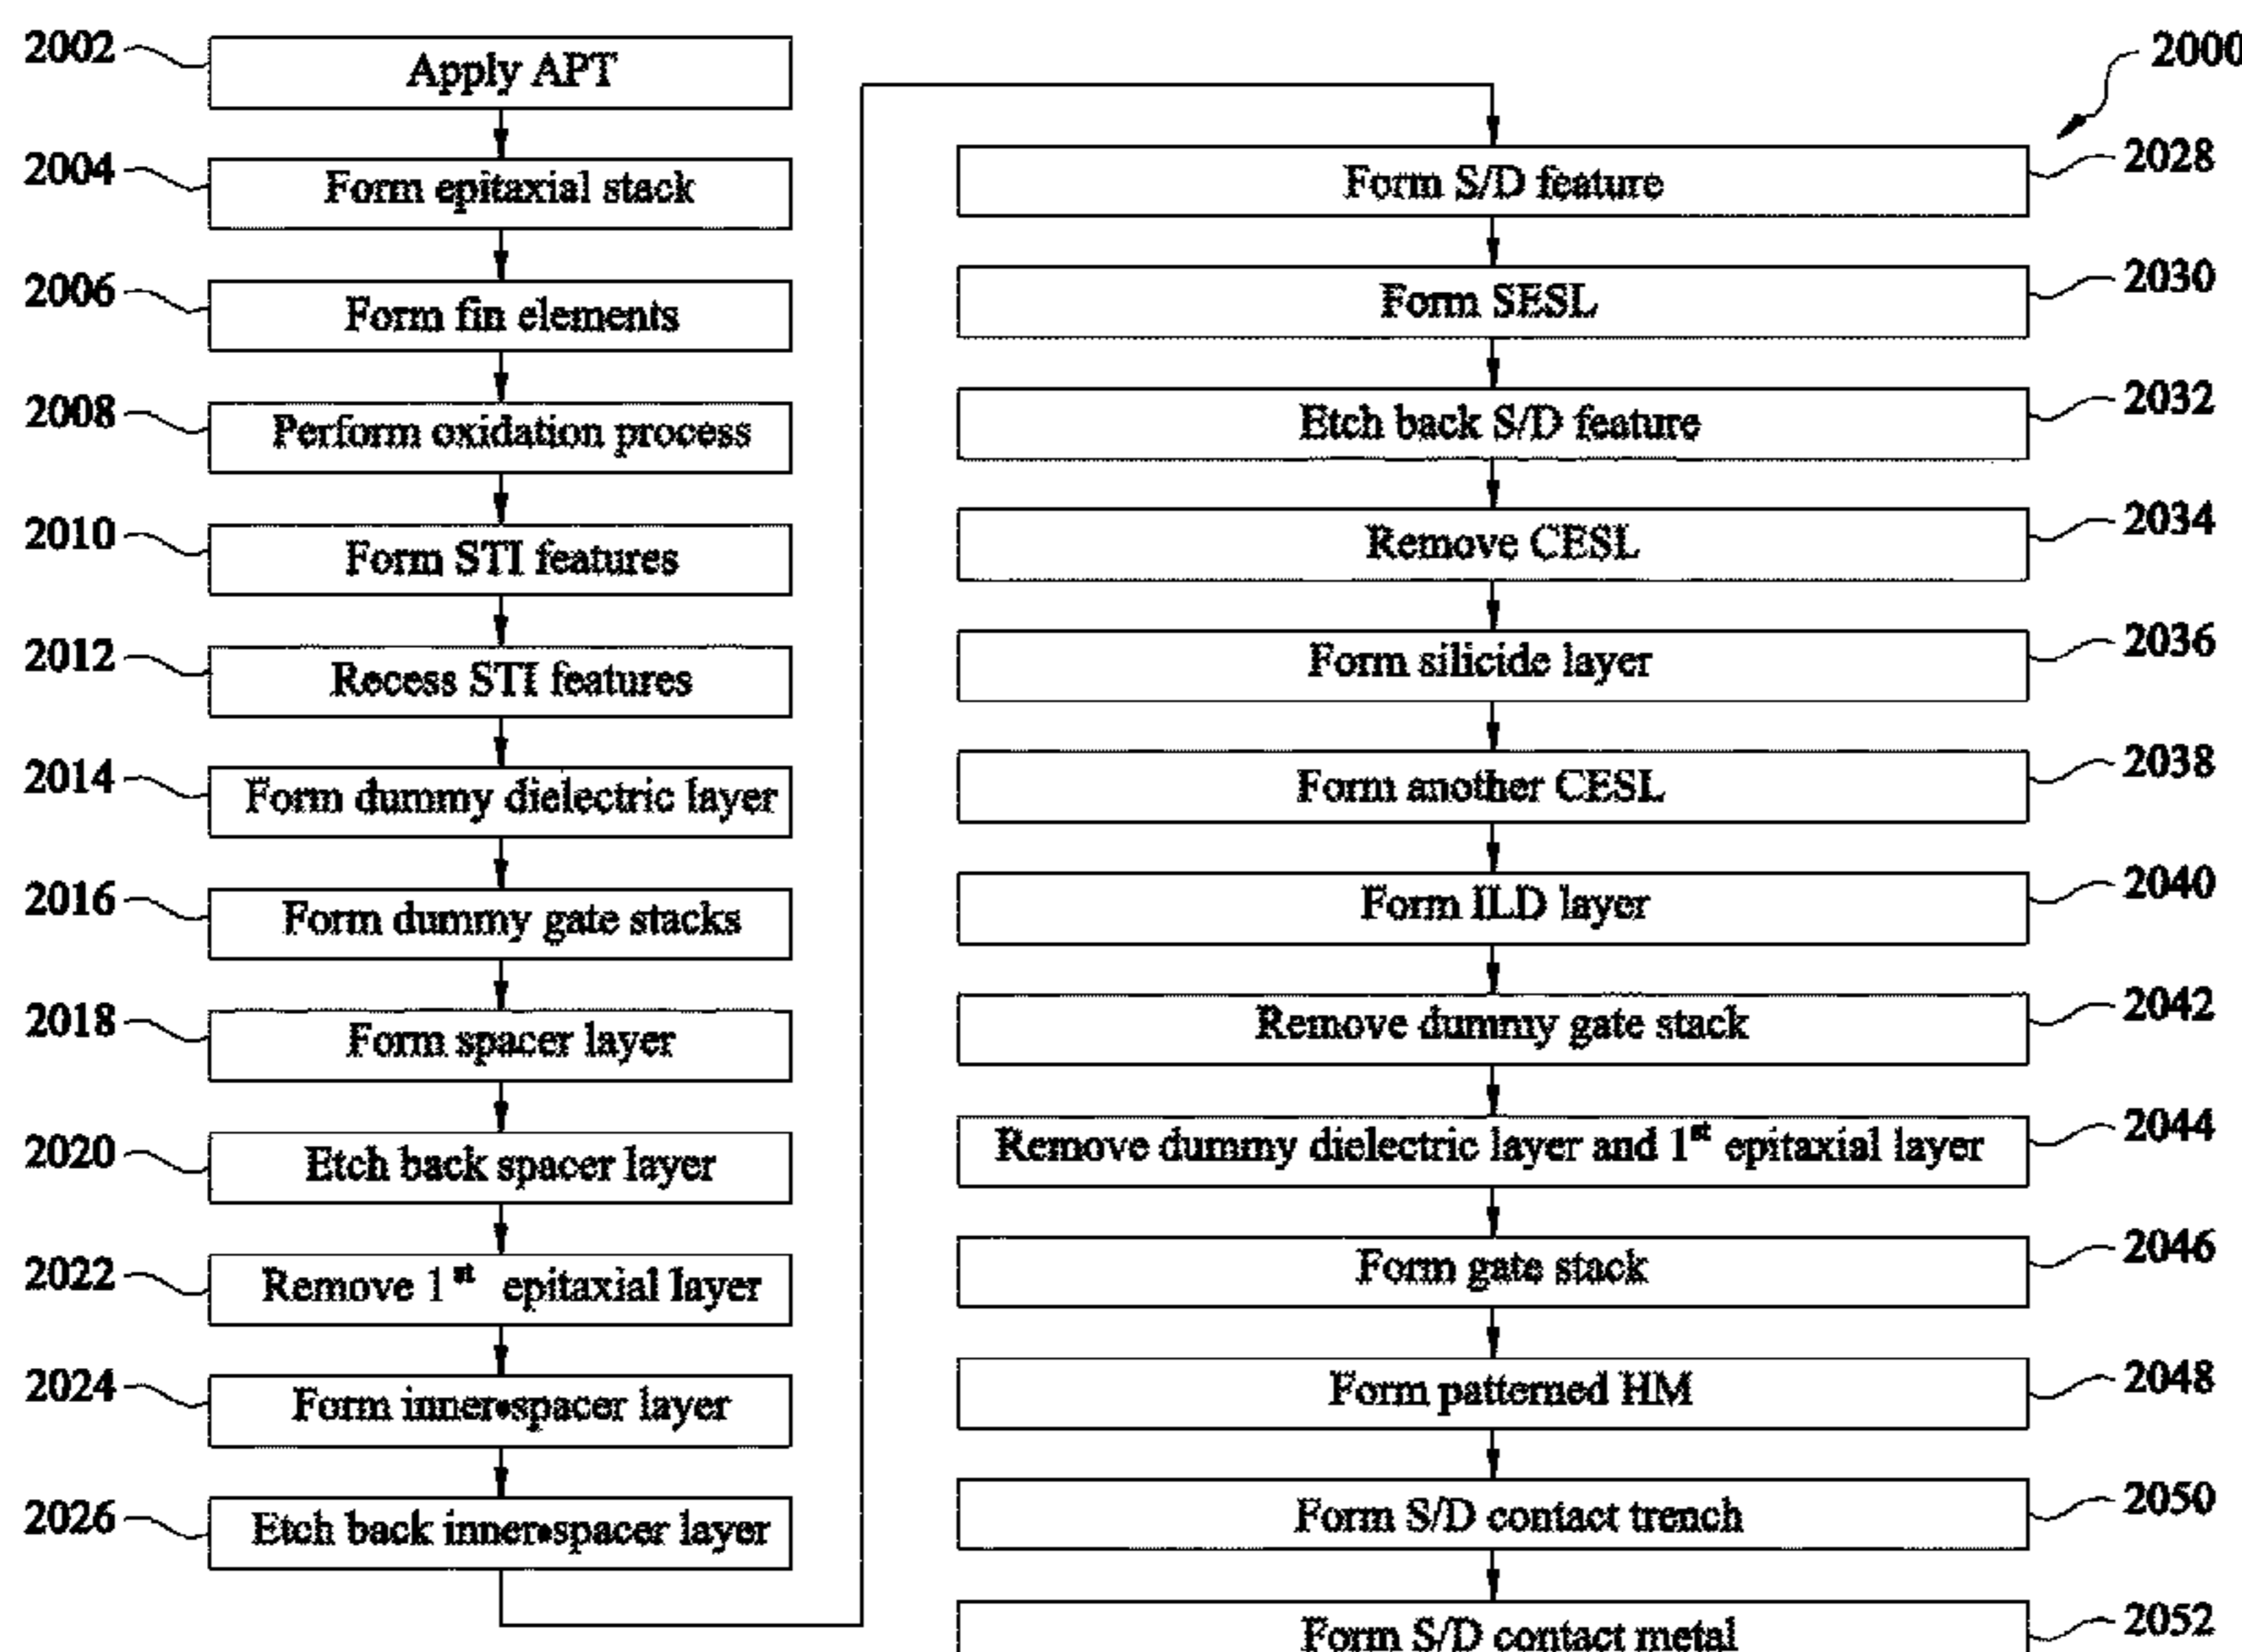 2002 Apply APT
2004 Form epitaxial stack
2006 Form fin elements
2008 Perform oxidation process
2010 Form STI features
2012 Recess STI features
2014 Form dummy dielectric layer
2016 Form dummy gate stacks
2018 Form spacer layer
2020 Etch back spacer layer
2022 Remove 1st epitaxial layer
2024 Form inner-spacer layer
2026 Etch back inner-spacer layer
2000
Form S/D feature 2028
Form SESL 2030
Etch back S/D feature 2032
Remove CESL 2034
Form silicide layer 2036
Form another CESL 2038
Form ILD layer 2040
Remove dummy gate stack 2042
Remove dummy dielectric layer and 1st epitaxial layer 2044
Form gate stack 2046
Form patterned HM 2048
Form S/D contact trench 2050
Form S/D contact metal 2052